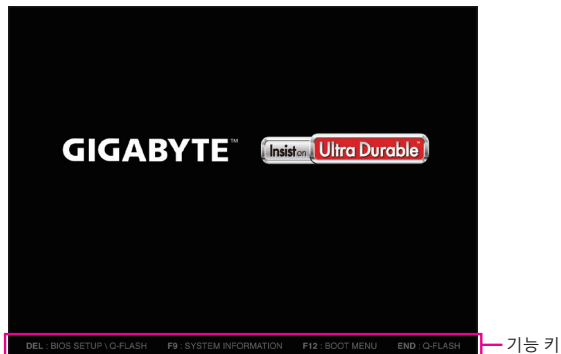 GIGABYTE™ Insist on Ultra Durable™
DEL : BIOS SETUP \ Q-FLASH F9 : SYSTEM INFORMATION F12 : BOOT MENU END : Q-FLASH
기능 키